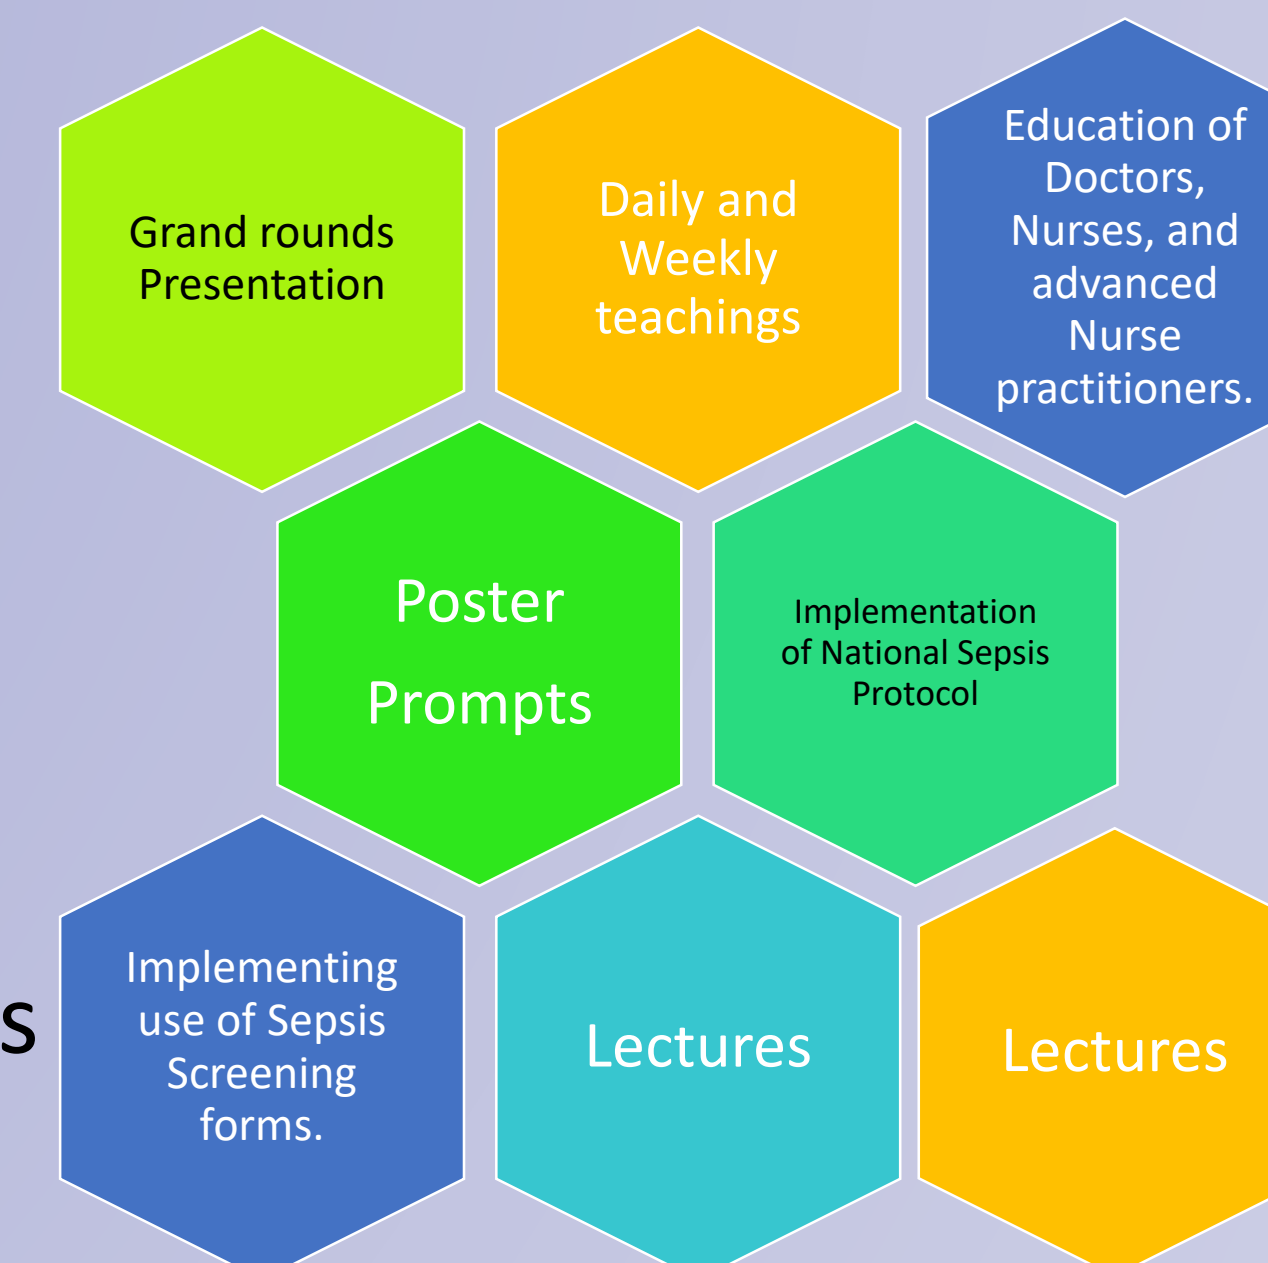 Grand rounds
Presentation
Daily and
Weekly
teachings
Education of
Doctors,
Nurses, and
advanced
Nurse
practitioners.
Poster
Prompts
Implementation
of National Sepsis
Protocol
s
Implementing
use of Sepsis
Screening
forms.
Lectures
Lectures